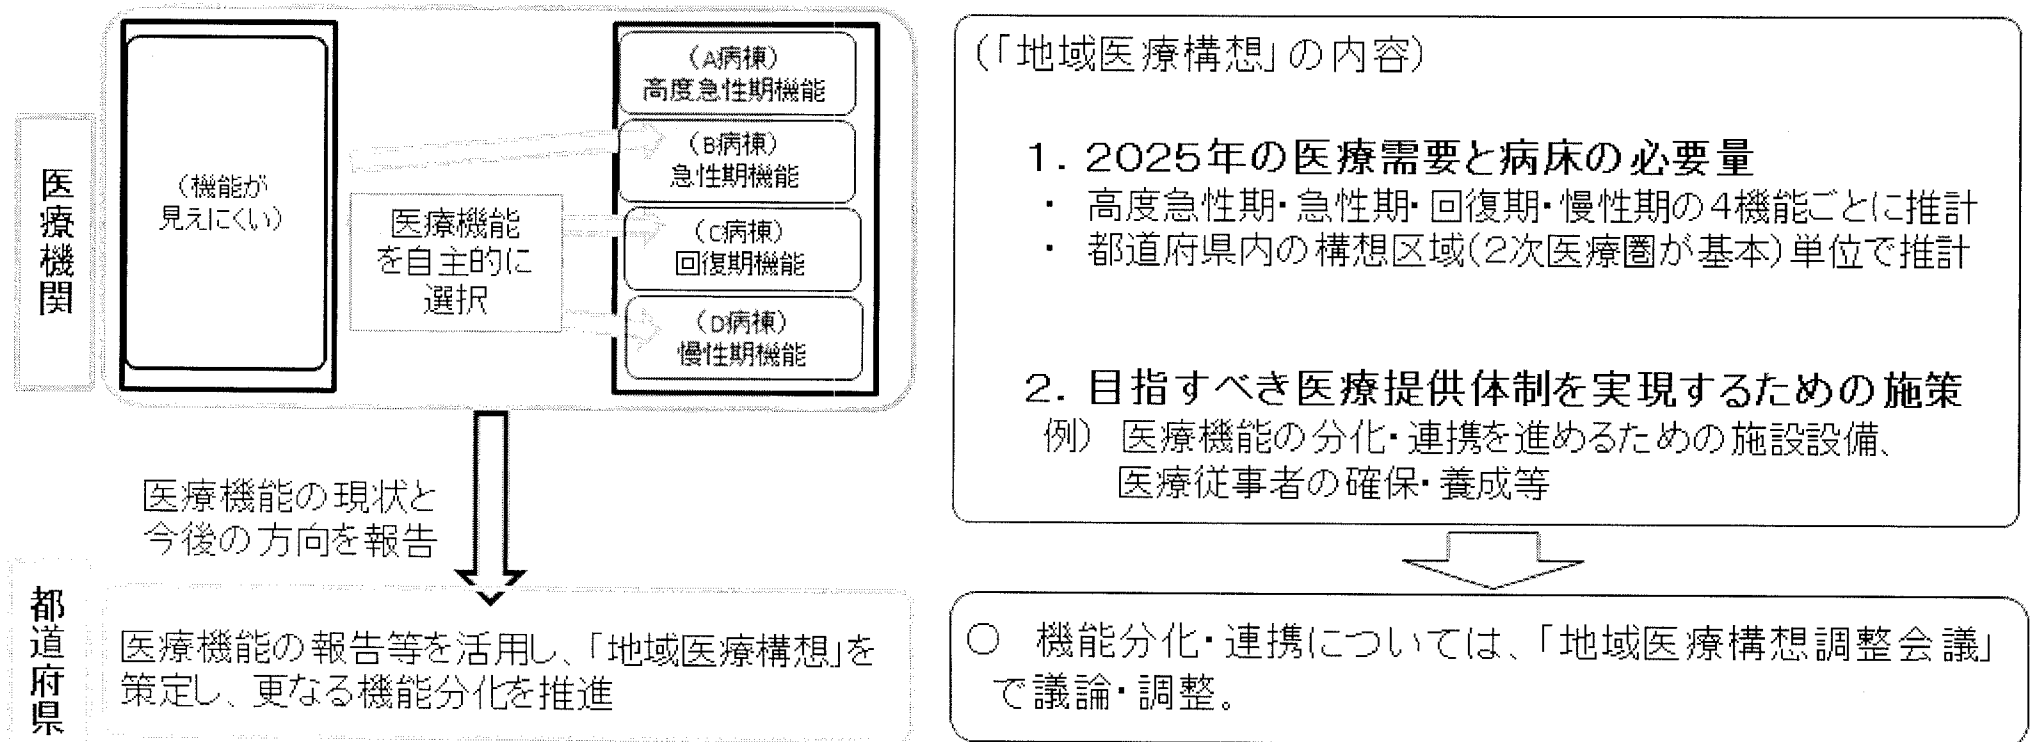 医療機関
(機能が
見えにくい)
医療機能
を自主的に
選択
(A病棟)
高度急性期機能
(B病棟)
急性期機能
(C病棟)
回復期機能
(D病棟)
慢性期機能
医療機能の現状と
今後の方向を報告
都道府県
医療機能の報告等を活用し、「地域医療構想」を
策定し、更なる機能分化を推進
(「地域医療構想」の内容)
1. 2025年の医療需要と病床の必要量
・ 高度急性期・急性期・回復期・慢性期の4機能ごとに推計
・ 都道府県内の構想区域(2次医療圏が基本)単位で推計
2. 目指すべき医療提供体制を実現するための施策
例) 医療機能の分化・連携を進めるための施設設備、
医療従事者の確保・養成等
○ 機能分化・連携については、「地域医療構想調整会議」
で議論・調整。